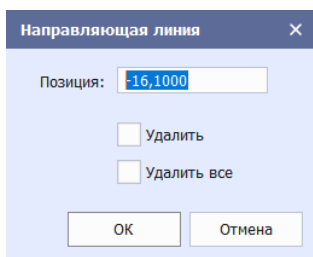 Направляющая линия
Позиция: -16,1000
Удалить
Удалить все
ОК Отмена